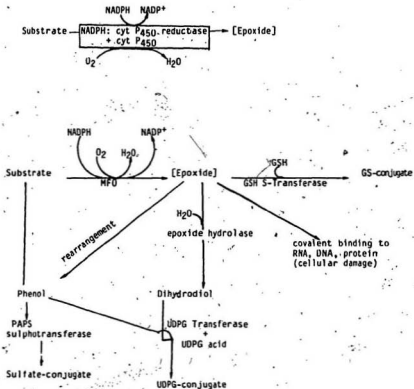 NADPH NADP+
Substrate NADPH: cyt P450 reductase [Epoxide]
+ cyt P450
O2 H2O
NADPH NADP+
O2 H2O
Substrate [Epoxide] GSH GS-conjugate
MFO GSH S-Transferase
rearrangement
H2O
epoxide hydrolase
covalent binding to
RNA, DNA, protein
(cellular damage)
Phenol Dihydrodiol
PAPS
sulphotransferase
UDPG Transferase
+
UDPG acid
Sulfate-conjugate
UDPG-conjugate